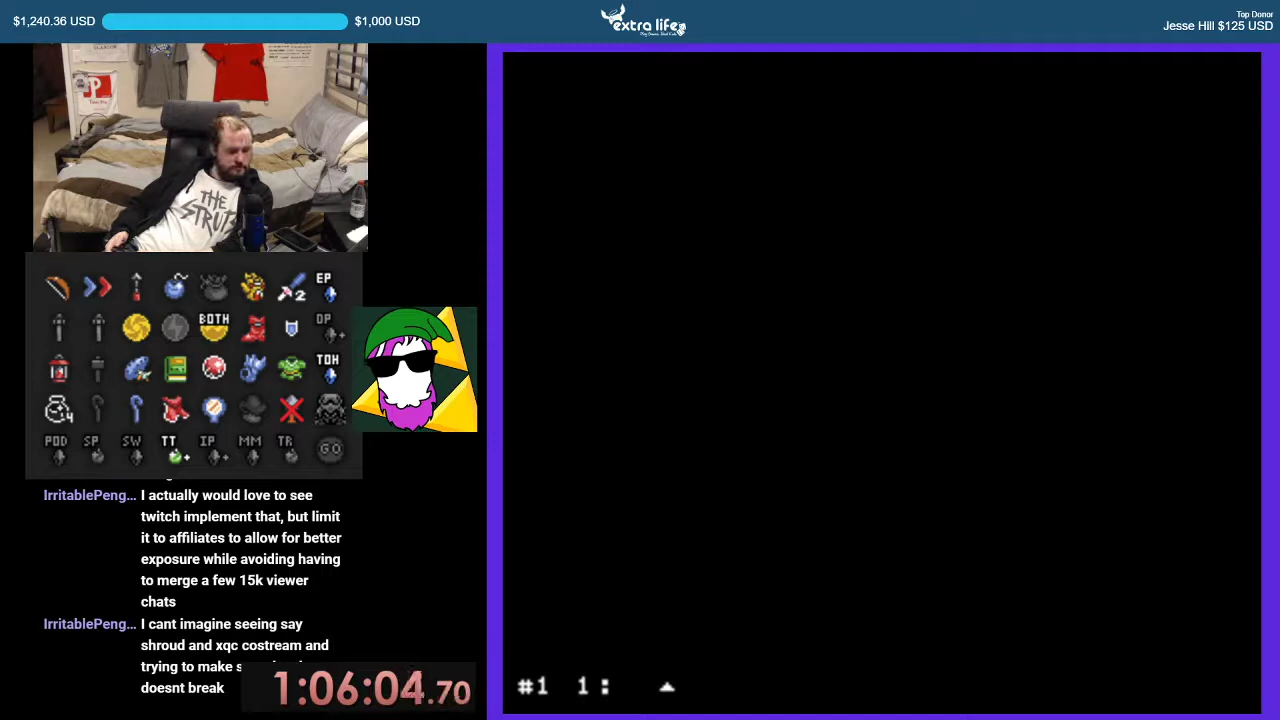 $1,240.36 USD
$1,000 USD
extra life
Top Donor
Jesse Hill $125 USD
THE
STRUTS
EP
2
BOTH
DP
TOH
4
POD SP SW TT IP MM TR GO
IrritablePeng… I actually would love to see
twitch implement that, but limit
it to affiliates to allow for better
exposure while avoiding having
to merge a few 15k viewer
chats
IrritablePeng… I cant imagine seeing say
shroud and xqc costream and
trying to make
doesnt break
1:06:04.70
#1 1: